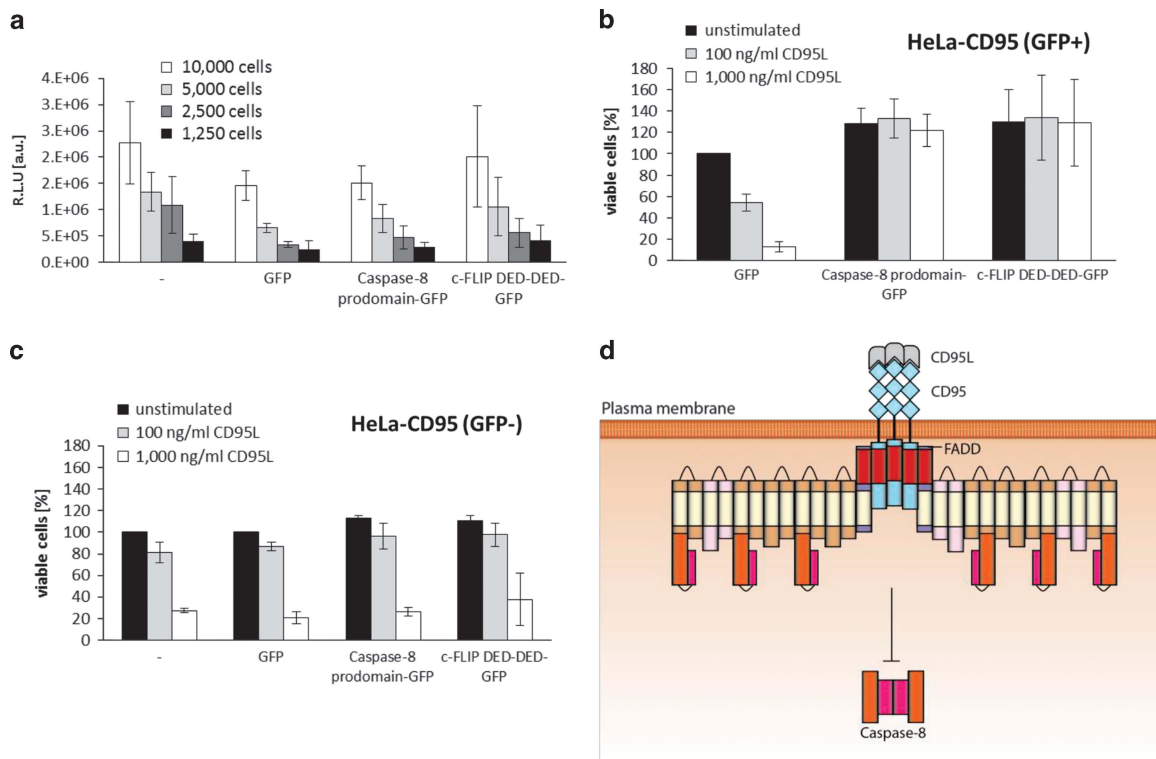 a
10,000 cells
5,000 cells
2,500 cells
1,250 cells
R.L.U [a.u.]
4.E+06
3.E+06
3.E+06
2.E+06
2.E+06
1.E+06
5.E+05
0.E+00
-
GFP
Caspase-8
prodomain-GFP
c-FLIP DED-DED-
GFP
b
unstimulated
100 ng/ml CD95L
1,000 ng/ml CD95L
HeLa-CD95 (GFP+)
viable cells [%]
180
160
140
120
100
80
60
40
20
0
GFP
Caspase-8 prodomain-
GFP
c-FLIP DED-DED-GFP
c
unstimulated
100 ng/ml CD95L
1,000 ng/ml CD95L
HeLa-CD95 (GFP-)
viable cells [%]
180
160
140
120
100
80
60
40
20
0
-
GFP
Caspase-8
prodomain-GFP
c-FLIP DED-DED-
GFP
d
CD95L
CD95
Plasma membrane
FADD
Caspase-8